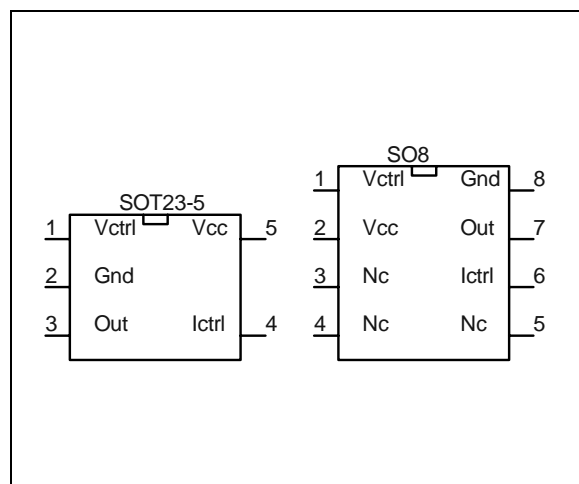 SOT23-5
1 Vctrl Vcc 5
2 Gnd
3 Out Ictrl 4
SO8
1 Vctrl Gnd 8
2 Vcc Out 7
3 Nc Ictrl 6
4 Nc Nc 5